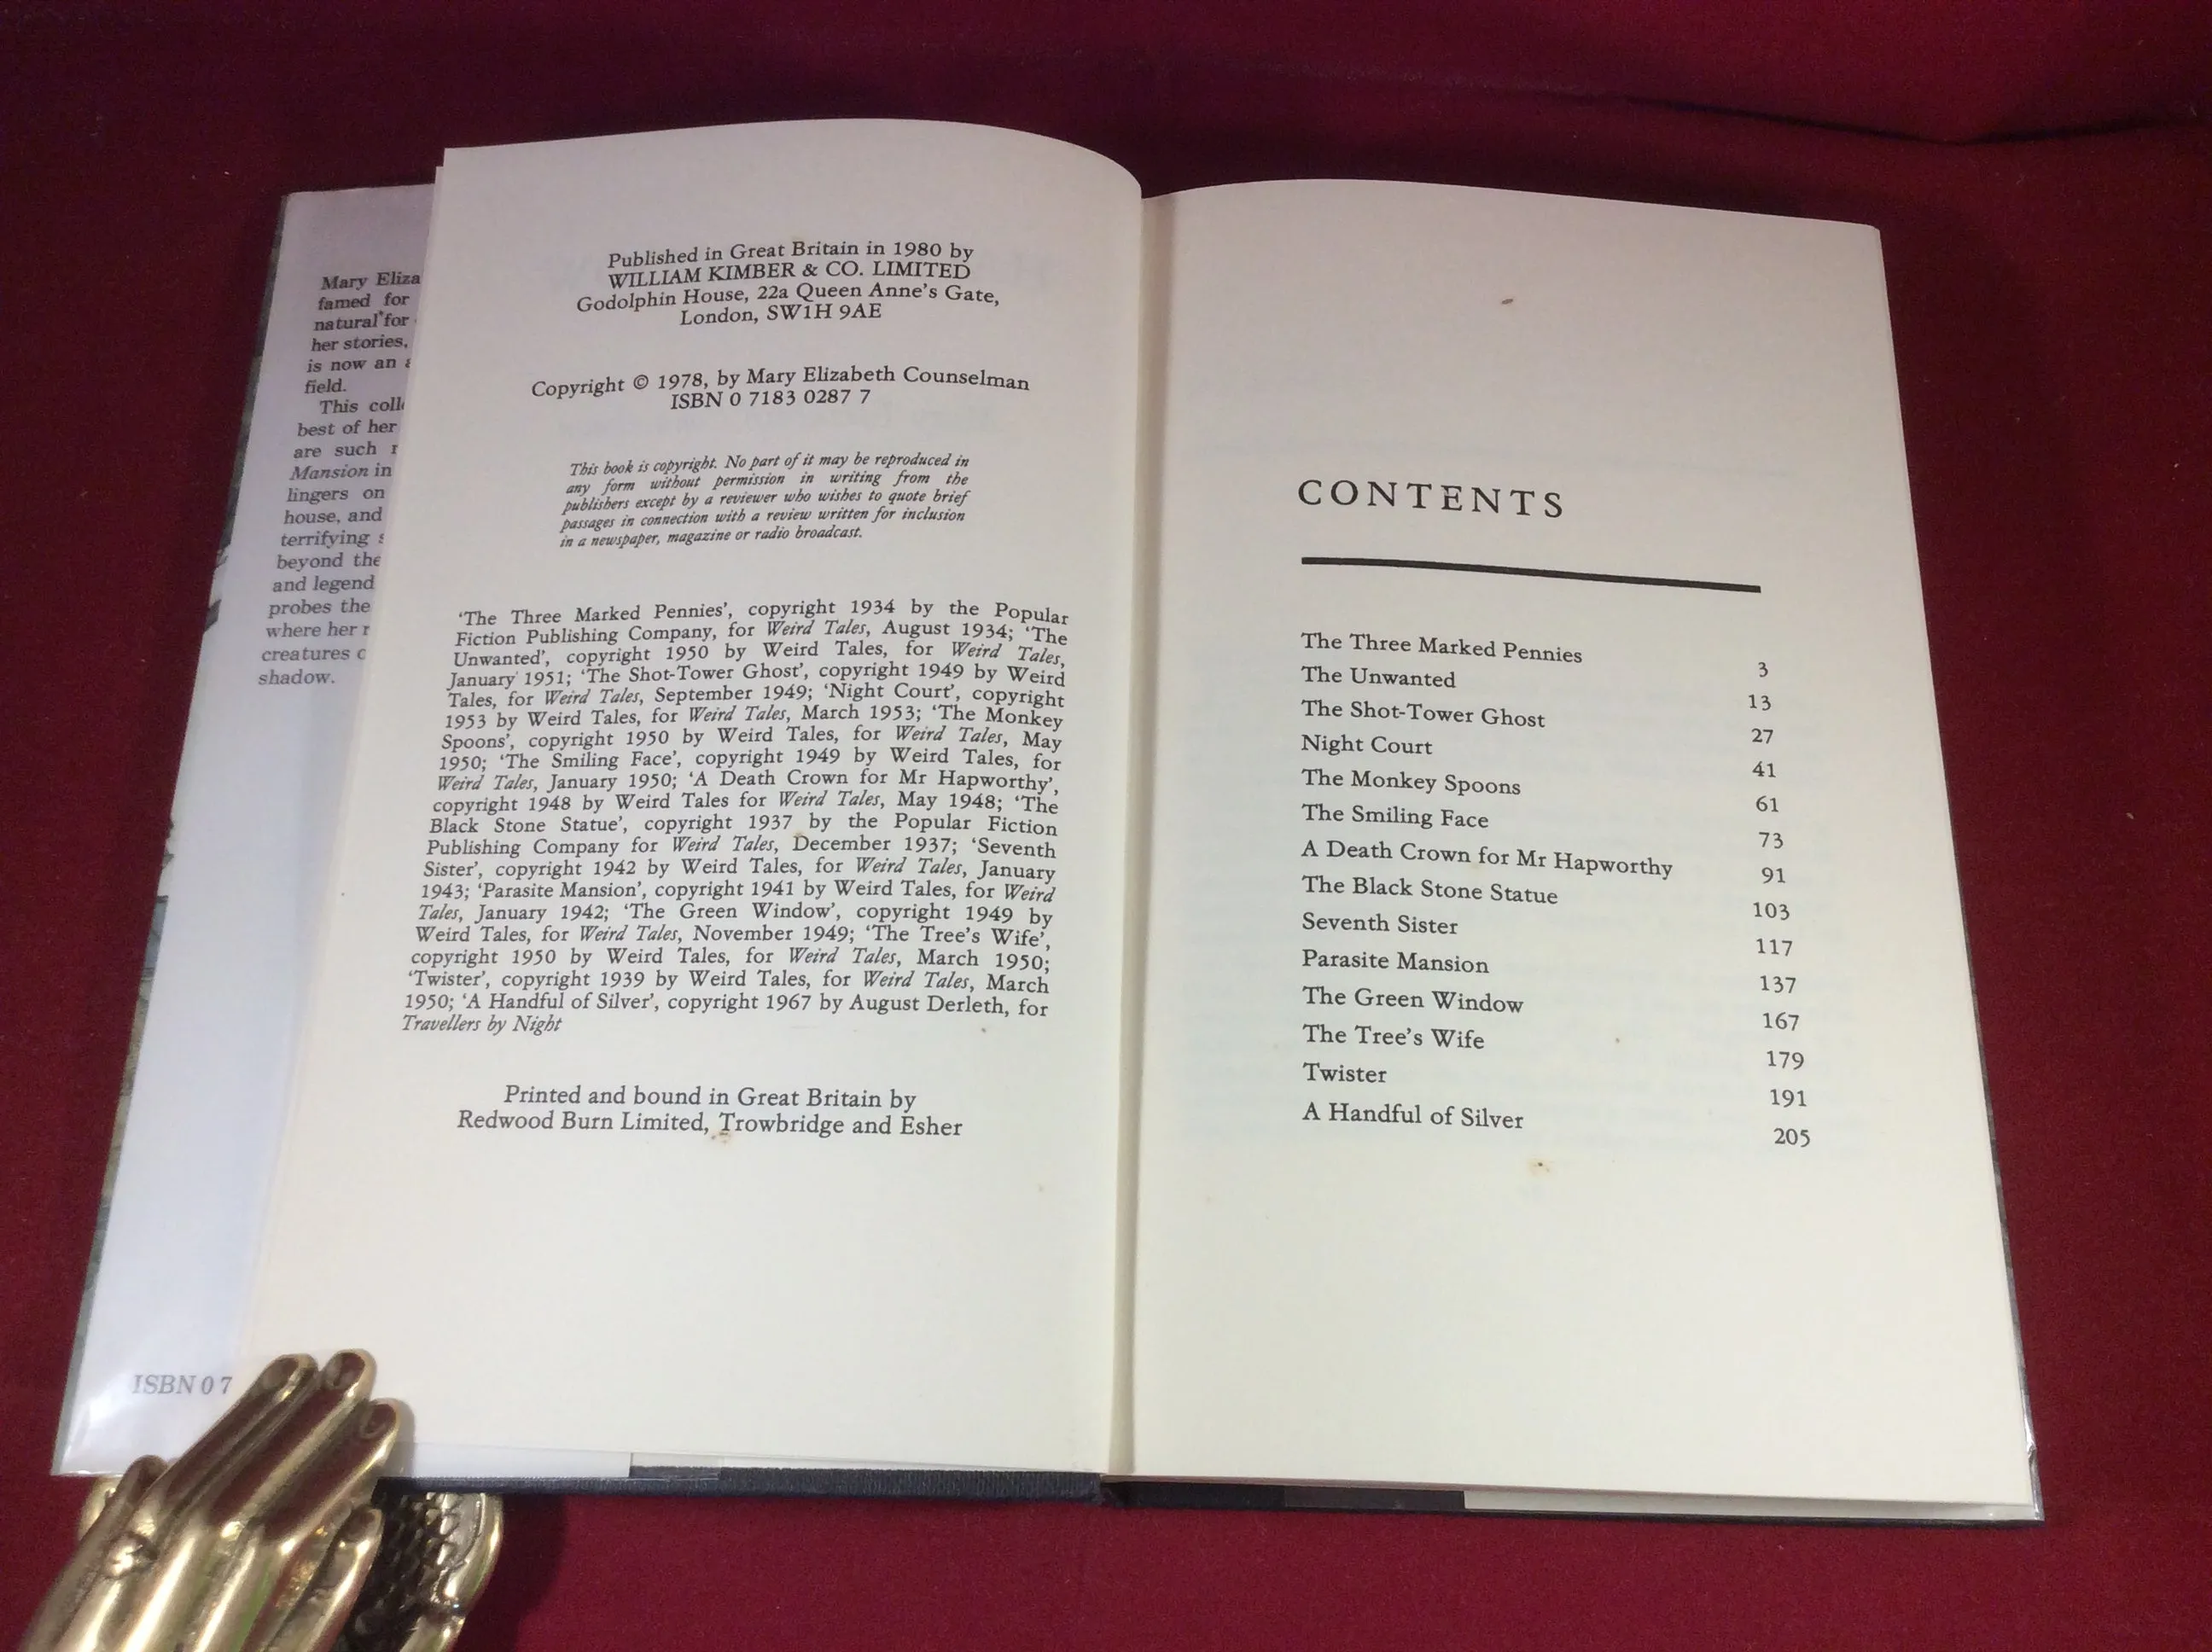 Mary Eliza
famed for
natural for
her stories,
is now an
field.
This coll
best of her
are such
Mansion in
lingers on
house, and
terrifying
beyond the
and legend
probes the
where her
creatures
shadow.
ISBN 0 7
Published in Great Britain in 1980 by
WILLIAM KIMBER & CO. LIMITED
Godolphin House, 22a Queen Anne's Gate,
London, SW1H 9AE
Copyright © 1978, by Mary Elizabeth Counselman
ISBN 0 7183 0287 7
This book is copyright. No part of it may be reproduced in
any form without permission in writing from the
publishers except by a reviewer who wishes to quote brief
passages in connection with a review written for inclusion
in a newspaper, magazine or radio broadcast.
'The Three Marked Pennies', copyright 1934 by the Popular
Fiction Publishing Company, for Weird Tales, August 1934; 'The
Unwanted', copyright 1950 by Weird Tales, for Weird Tales,
January 1951; 'The Shot-Tower Ghost', copyright 1949 by Weird
Tales, for Weird Tales, September 1949; 'Night Court', copyright
1953 by Weird Tales, for Weird Tales, March 1953; 'The Monkey
Spoons', copyright 1950 by Weird Tales, for Weird Tales, May
1950; 'The Smiling Face', copyright 1949 by Weird Tales, for
Weird Tales, January 1950; 'A Death Crown for Mr Hapworthy',
copyright 1948 by Weird Tales for Weird Tales, May 1948; 'The
Black Stone Statue', copyright 1937 by the Popular Fiction
Publishing Company for Weird Tales, December 1937; 'Seventh
Sister', copyright 1942 by Weird Tales, for Weird Tales, January
1943; 'Parasite Mansion', copyright 1941 by Weird Tales, for Weird
Tales, January 1942; 'The Green Window', copyright 1949 by
Weird Tales, for Weird Tales, November 1949; 'The Tree's Wife',
copyright 1950 by Weird Tales, for Weird Tales, March 1950;
'Twister', copyright 1939 by Weird Tales, for Weird Tales, March
1950; 'A Handful of Silver', copyright 1967 by August Derleth, for
Travellers by Night
Printed and bound in Great Britain by
Redwood Burn Limited, Trowbridge and Esher
CONTENTS
The Three Marked Pennies 3
The Unwanted 13
The Shot-Tower Ghost 27
Night Court 41
The Monkey Spoons 61
The Smiling Face 73
A Death Crown for Mr Hapworthy 91
The Black Stone Statue 103
Seventh Sister 117
Parasite Mansion 137
The Green Window 167
The Tree's Wife 179
Twister 191
A Handful of Silver 205